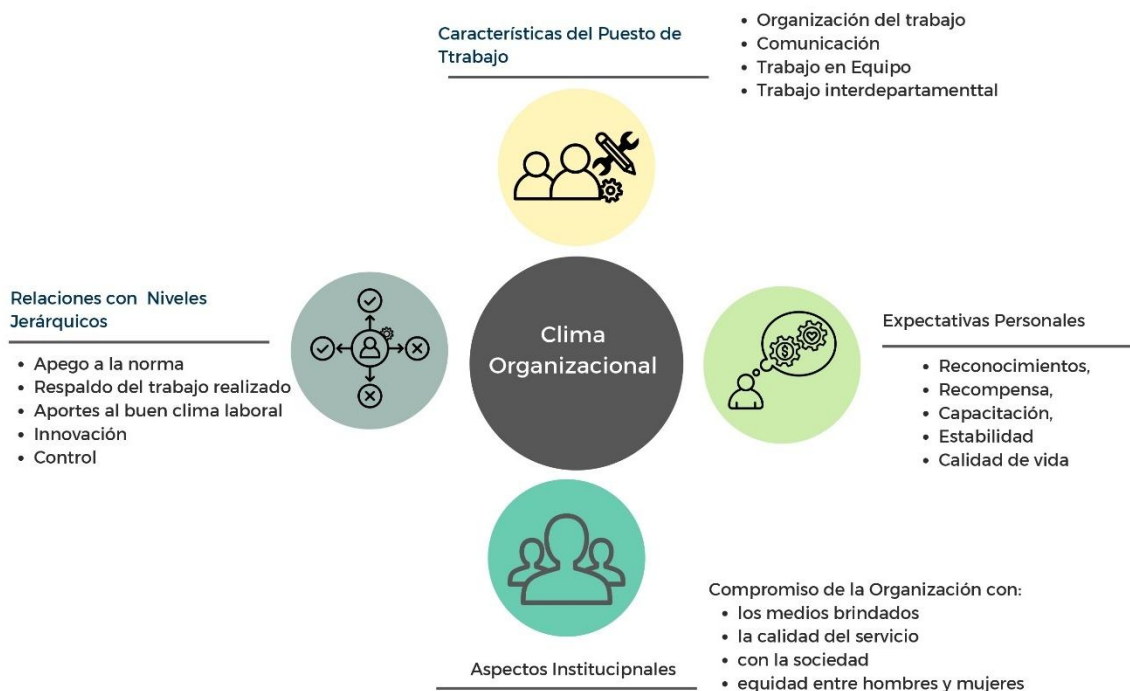 Características del Puesto de
Ttrabajo
• Organización del trabajo
• Comunicación
• Trabajo en Equipo
• Trabajo interdepartamenttal
Relaciones con Niveles
Jerárquicos
• Apego a la norma
• Respaldo del trabajo realizado
• Aportes al buen clima laboral
• Innovación
• Control
Clima
Organizacional
Expectativas Personales
• Reconocimientos,
• Recompensa,
• Capacitación,
• Estabilidad
• Calidad de vida
Aspectos Institucipnales
Compromiso de la Organización con:
• los medios brindados
• la calidad del servicio
• con la sociedad
• equidad entre hombres y mujeres